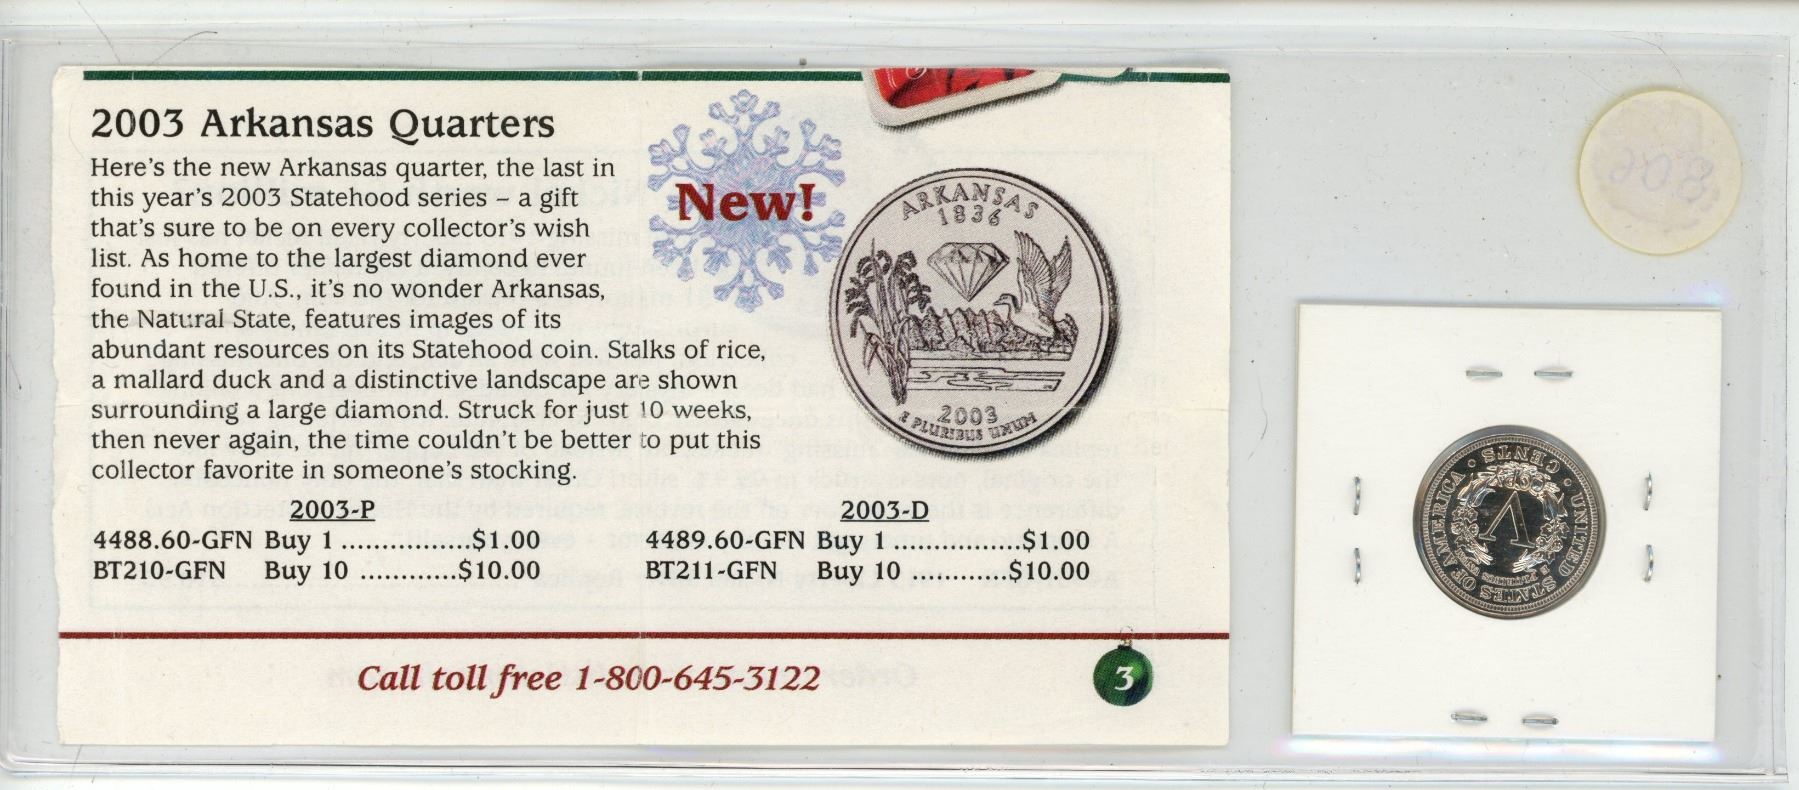 2003 Arkansas Quarters
Here's the new Arkansas quarter, the last in
this year's 2003 Statehood series – a gift
that's sure to be on every collector's wish
list. As home to the largest diamond ever
found in the U.S., it's no wonder Arkansas,
the Natural State, features images of its
abundant resources on its Statehood coin. Stalks of rice,
a mallard duck and a distinctive landscape are shown
surrounding a large diamond. Struck for just 10 weeks,
then never again, the time couldn't be better to put this
collector favorite in someone's stocking.
New!
ARKANSAS
1836
2003
E PLURIBUS UNUM
2003-P
4488.60-GFN Buy 1 ................$1.00
BT210-GFN Buy 10 ............$10.00
2003-D
4489.60-GFN Buy 1 ................$1.00
BT211-GFN Buy 10 ............$10.00
Call toll free 1-800-645-3122
3
UNITED STATES OF AMERICA
E PLURIBUS UNUM
V
CENTS